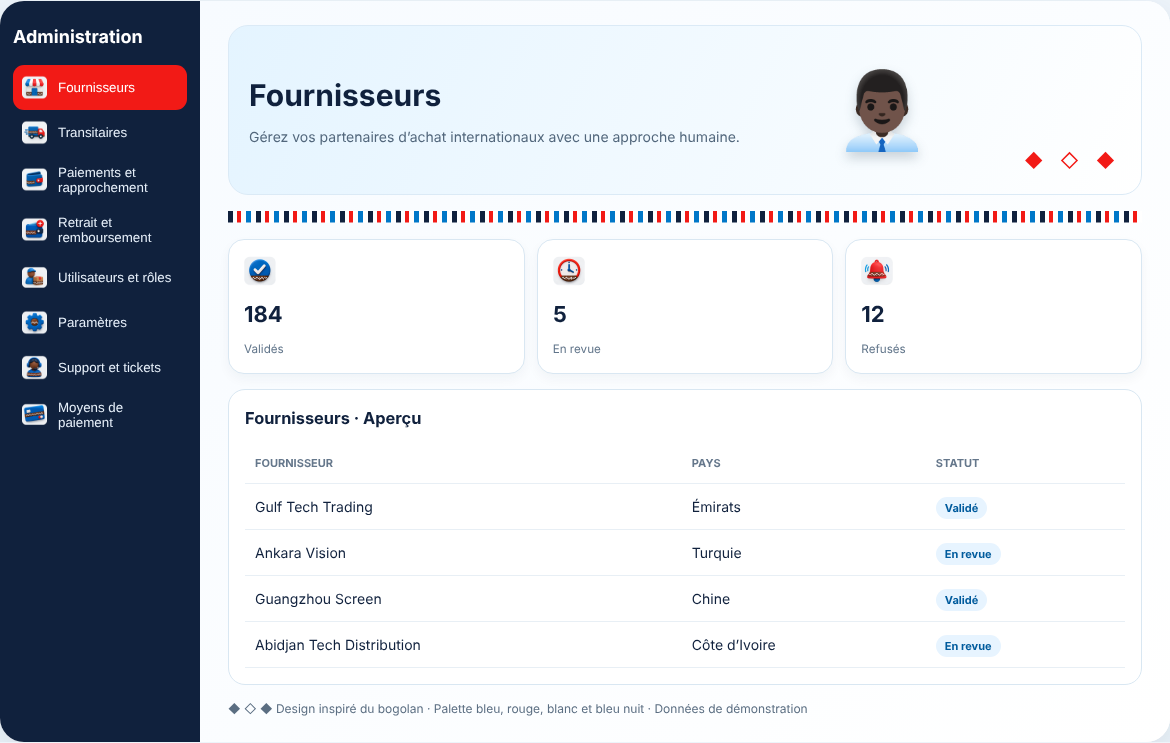 Administration
Fournisseurs
Transitaires
Paiements et
rapprochement
Retrait et
remboursement
Utilisateurs et rôles
Paramètres
Support et tickets
Moyens de
paiement
Fournisseurs
Gérez vos partenaires d’achat internationaux avec une approche humaine.
184
Validés
5
En revue
12
Refusés
Fournisseurs · Aperçu
FOURNISSEUR PAYS STATUT
Gulf Tech Trading Émirats Validé
Ankara Vision Turquie En revue
Guangzhou Screen Chine Validé
Abidjan Tech Distribution Côte d’Ivoire En revue
◆ ◇ ◆ Design inspiré du bogolan · Palette bleu, rouge, blanc et bleu nuit · Données de démonstration